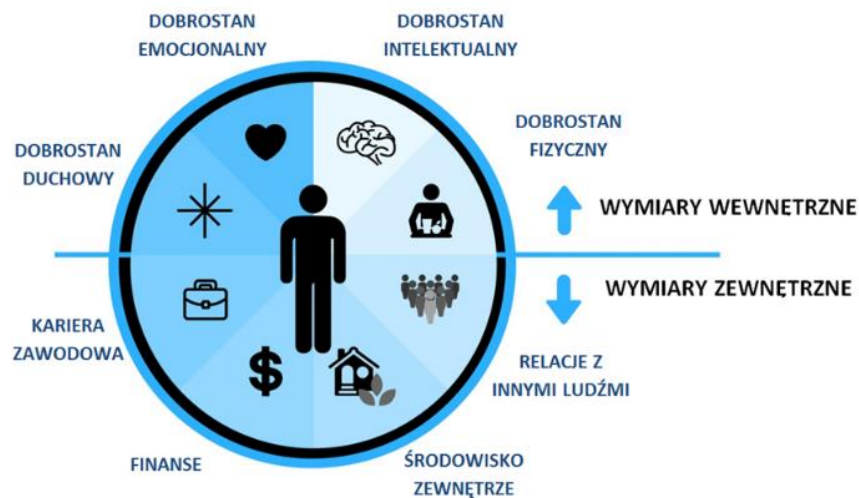 DOBROSTAN
EMOCJONALNY
DOBROSTAN
INTELEKTUALNY
DOBROSTAN
FIZYCZNY
DOBROSTAN
DUCHOWY
WYMIARY WEWNĘTRZNE
WYMIARY ZEWNĘTRZNE
KARIERA
ZAWODOWA
$
RELACJE Z
INNYMI LUDŹMI
FINANSE
ŚRODOWISKO
ZEWNĘTRZE